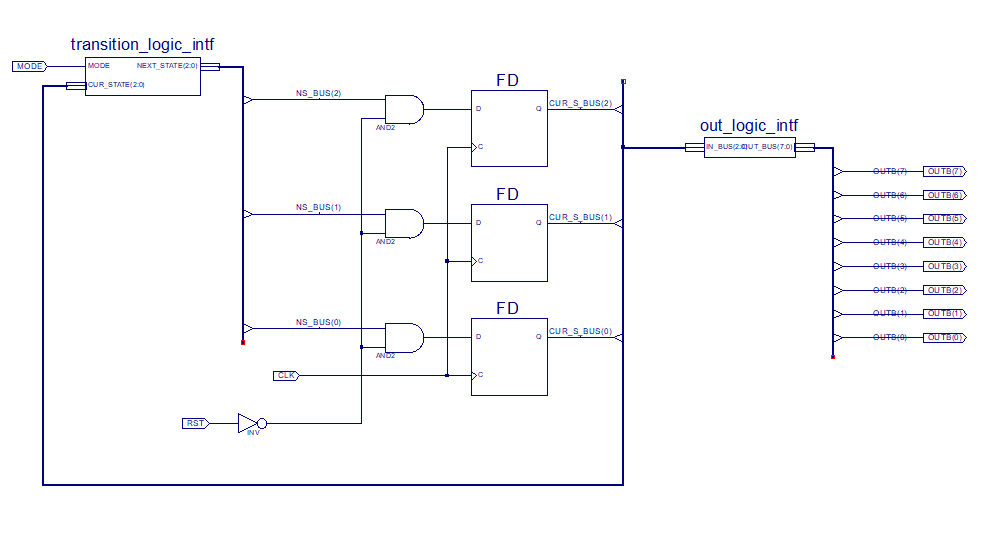 transition_logic_intf
MODE
MODE
NEXT_STATE(2:0)
CUR_STATE(2:0)
NS_BUS(2)
AND2
FD
D
Q
C
CUR_S_BUS(2)
out_logic_intf
IN_BUS(2:0)
OUT_BUS(7:0)
OUTB(7)
OUTB(7)
OUTB(6)
OUTB(6)
OUTB(5)
OUTB(5)
OUTB(4)
OUTB(4)
OUTB(3)
OUTB(3)
OUTB(2)
OUTB(2)
OUTB(1)
OUTB(1)
OUTB(0)
OUTB(0)
NS_BUS(1)
AND2
FD
D
Q
C
CUR_S_BUS(1)
NS_BUS(0)
AND2
FD
D
Q
C
CUR_S_BUS(0)
CLK
RST
INV